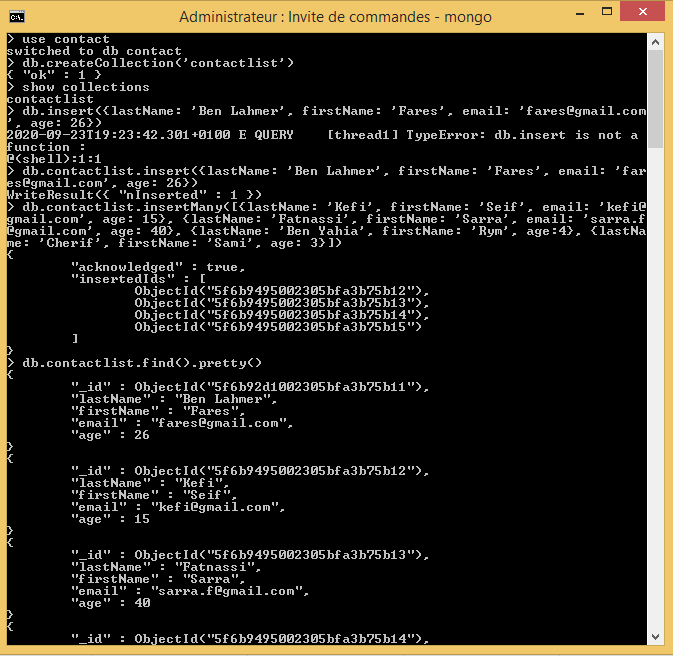 Administrateur : Invite de commandes - mongo
> use contact
switched to db contact
> db.createCollection('contactlist')
{ "ok" : 1 }
> show collections
contactlist
> db.insert({lastName: 'Ben Lahmer', firstName: 'Fares', email: 'fares@gmail.com
', age: 26})
2020-09-23T19:23:42.301+0100 E QUERY    [thread1] TypeError: db.insert is not a
function :
@(shell):1:1
> db.contactlist.insert({lastName: 'Ben Lahmer', firstName: 'Fares', email: 'far
es@gmail.com', age: 26})
WriteResult({ "nInserted" : 1 })
> db.contactlist.insertMany([{lastName: 'Kefi', firstName: 'Seif', email: 'kefi@
gmail.com', age: 15}, {lastName: 'Fatnassi', firstName: 'Sarra', email: 'sarra.f
@gmail.com', age: 40}, {lastName: 'Ben Yahia', firstName: 'Rym', age:4}, {lastNa
me: 'Cherif', firstName: 'Sami', age: 3}])
{
        "acknowledged" : true,
        "insertedIds" : [
                ObjectId("5f6b9495002305bfa3b75b12"),
                ObjectId("5f6b9495002305bfa3b75b13"),
                ObjectId("5f6b9495002305bfa3b75b14"),
                ObjectId("5f6b9495002305bfa3b75b15")
        ]
}
> db.contactlist.find().pretty()
{
        "_id" : ObjectId("5f6b92d1002305bfa3b75b11"),
        "lastName" : "Ben Lahmer",
        "firstName" : "Fares",
        "email" : "fares@gmail.com",
        "age" : 26
}
{
        "_id" : ObjectId("5f6b9495002305bfa3b75b12"),
        "lastName" : "Kefi",
        "firstName" : "Seif",
        "email" : "kefi@gmail.com",
        "age" : 15
}
{
        "_id" : ObjectId("5f6b9495002305bfa3b75b13"),
        "lastName" : "Fatnassi",
        "firstName" : "Sarra",
        "email" : "sarra.f@gmail.com",
        "age" : 40
}
{
        "_id" : ObjectId("5f6b9495002305bfa3b75b14"),